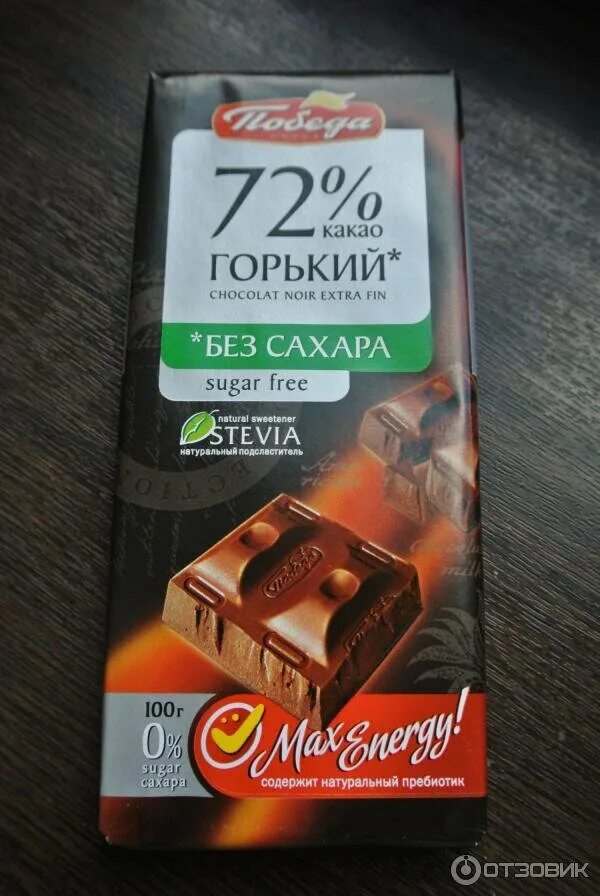 Победа
72%
какао
ГОРЬКИЙ*
CHOCOLAT NOIR EXTRA FIN
*БЕЗ САХАРА
sugar free
natural sweetener
STEVIA
натуральный подсластитель
Победа
100г
0%
sugar
сахара
Max Energy!
содержит натуральный пребиотик
ОТЗОВИК